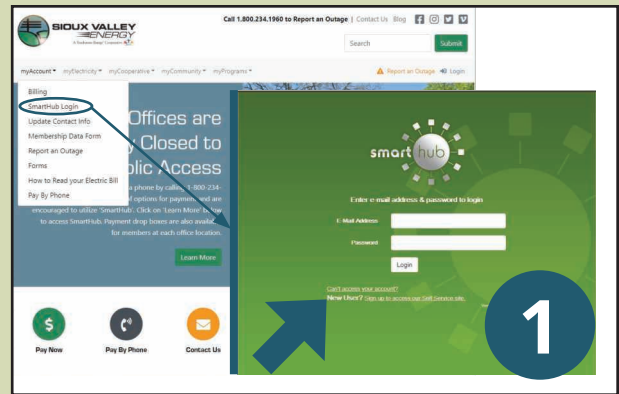 SIOUX VALLEY
ENERGY
A Touchstone Energy® Cooperative
Call 1.800.234.1960 to Report an Outage | Contact Us Blog
Search
Submit
myAccount myElectricity myCooperative myCommunity myPrograms
Report an Outage Login
Billing
SmartHub Login
Update Contact Info
Membership Data Form
Report an Outage
Forms
How to Read your Electric Bill
Pay By Phone
Offices are
y Closed to
blic Access
a phone by calling 1-800-234-
al options for payment and are
encouraged to utilize 'SmartHub'. Click on 'Learn More' below
to access SmartHub. Payment drop boxes are also availab
for members at each office location.
Learn More
Pay Now
Pay By Phone
Contact Us
smart hub
Enter e-mail address & password to login
E-Mail Address
Password
Login
Can't access your account?
New User? Sign up to access our Self Service site.
1